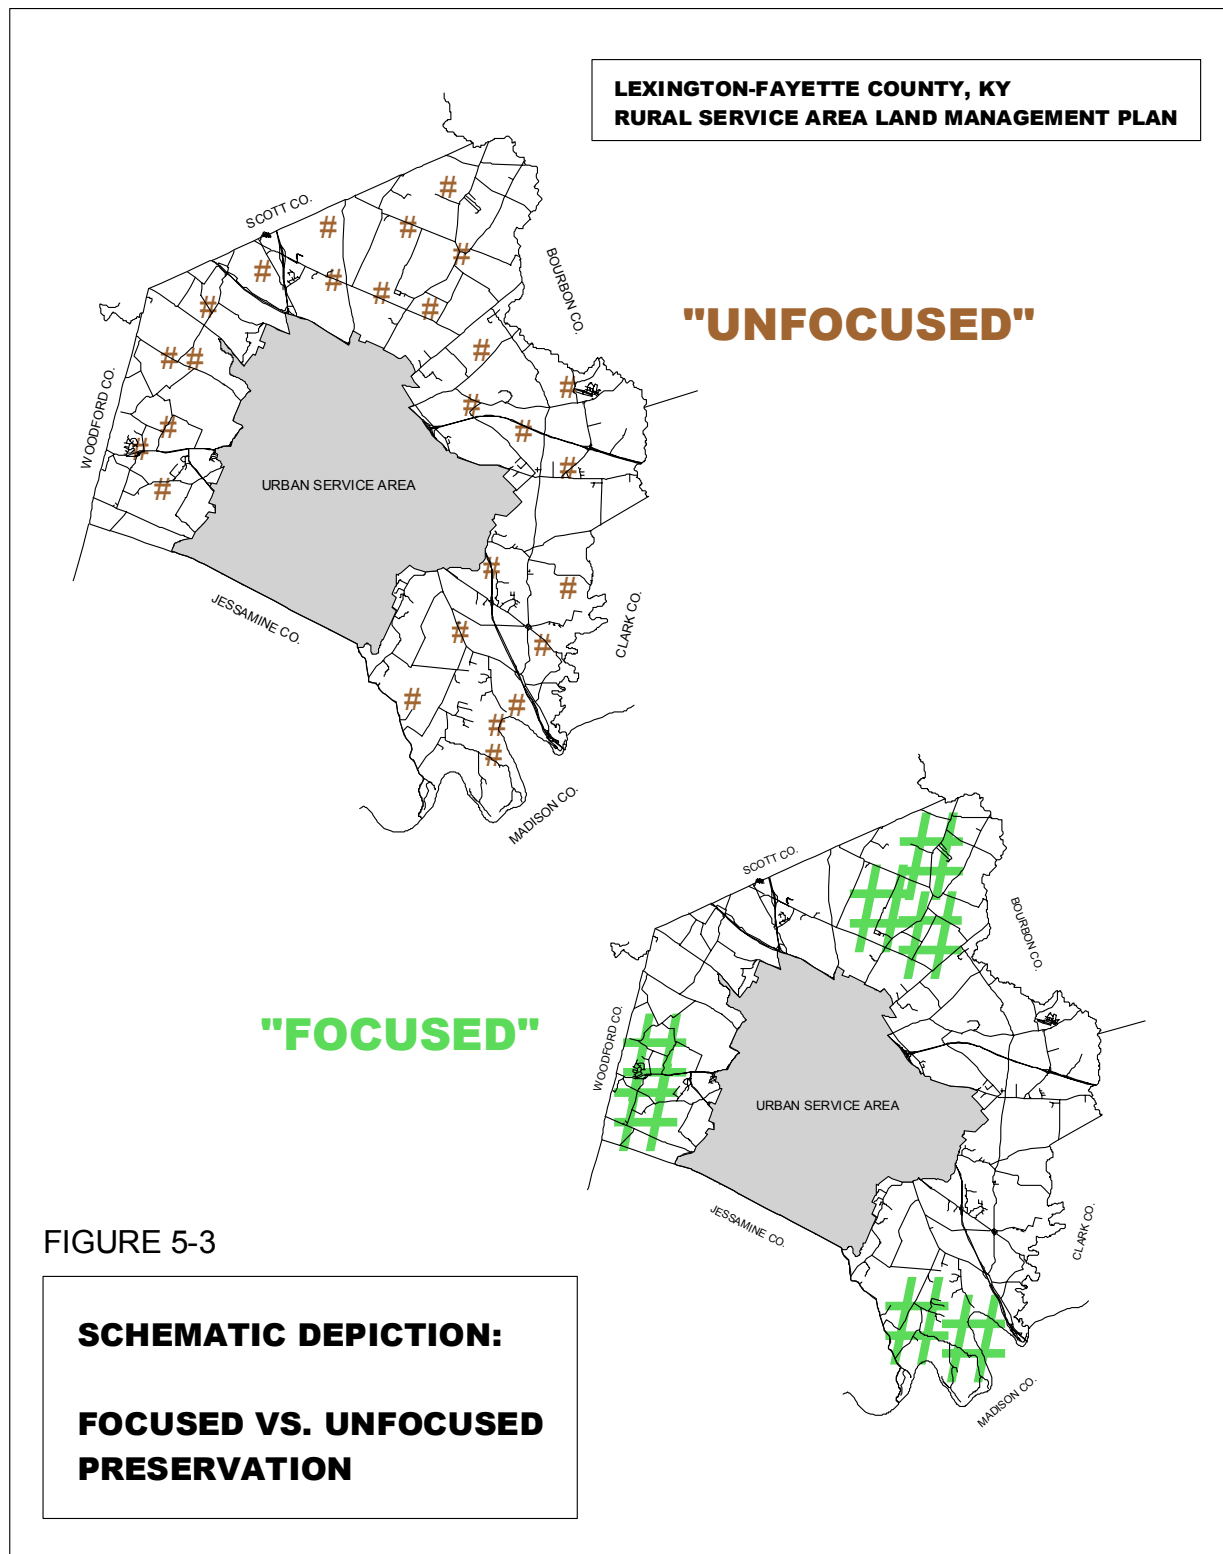 LEXINGTON-FAYETTE COUNTY, KY
RURAL SERVICE AREA LAND MANAGEMENT PLAN
SCOTT CO.
BOURBON CO.
"UNFOCUSED"
WOODFORD CO.
URBAN SERVICE AREA
JESSAMINE CO.
CLARK CO.
MADISON CO.
SCOTT CO.
BOURBON CO.
"FOCUSED"
WOODFORD CO.
URBAN SERVICE AREA
JESSAMINE CO.
CLARK CO.
MADISON CO.
FIGURE 5-3
SCHEMATIC DEPICTION:
FOCUSED VS. UNFOCUSED
PRESERVATION